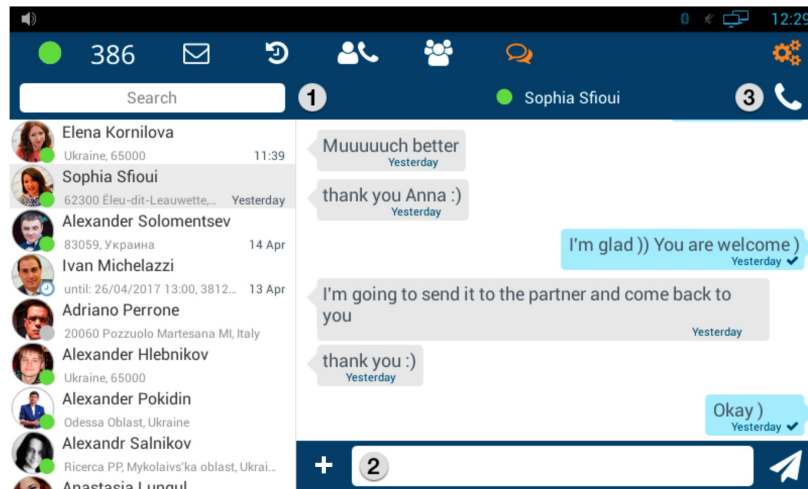 12:29
386
Search
1
Sophia Sfioui
3
Elena Kornilova
Ukraine, 65000
11:39
Sophia Sfioui
62300 Éleu-dit-Leauwette,...
Yesterday
Alexander Solomentsev
83059, Украина
14 Apr
Ivan Michelazzi
until: 26/04/2017 13:00, 3812...
13 Apr
Adriano Perrone
20060 Pozzuolo Martesana MI, Italy
Alexander Hlebnikov
Ukraine, 65000
Alexander Pokidin
Odessa Oblast, Ukraine
Alexandr Salnikov
Ricerca PP, Mykolaivs'ka oblast, Ukrai...
Anastasia Lungul
Muuuuuch better
Yesterday
thank you Anna :)
Yesterday
I'm glad )) You are welcome )
Yesterday
I'm going to send it to the partner and come back to
you
Yesterday
thank you :)
Yesterday
Okay )
Yesterday
+
2